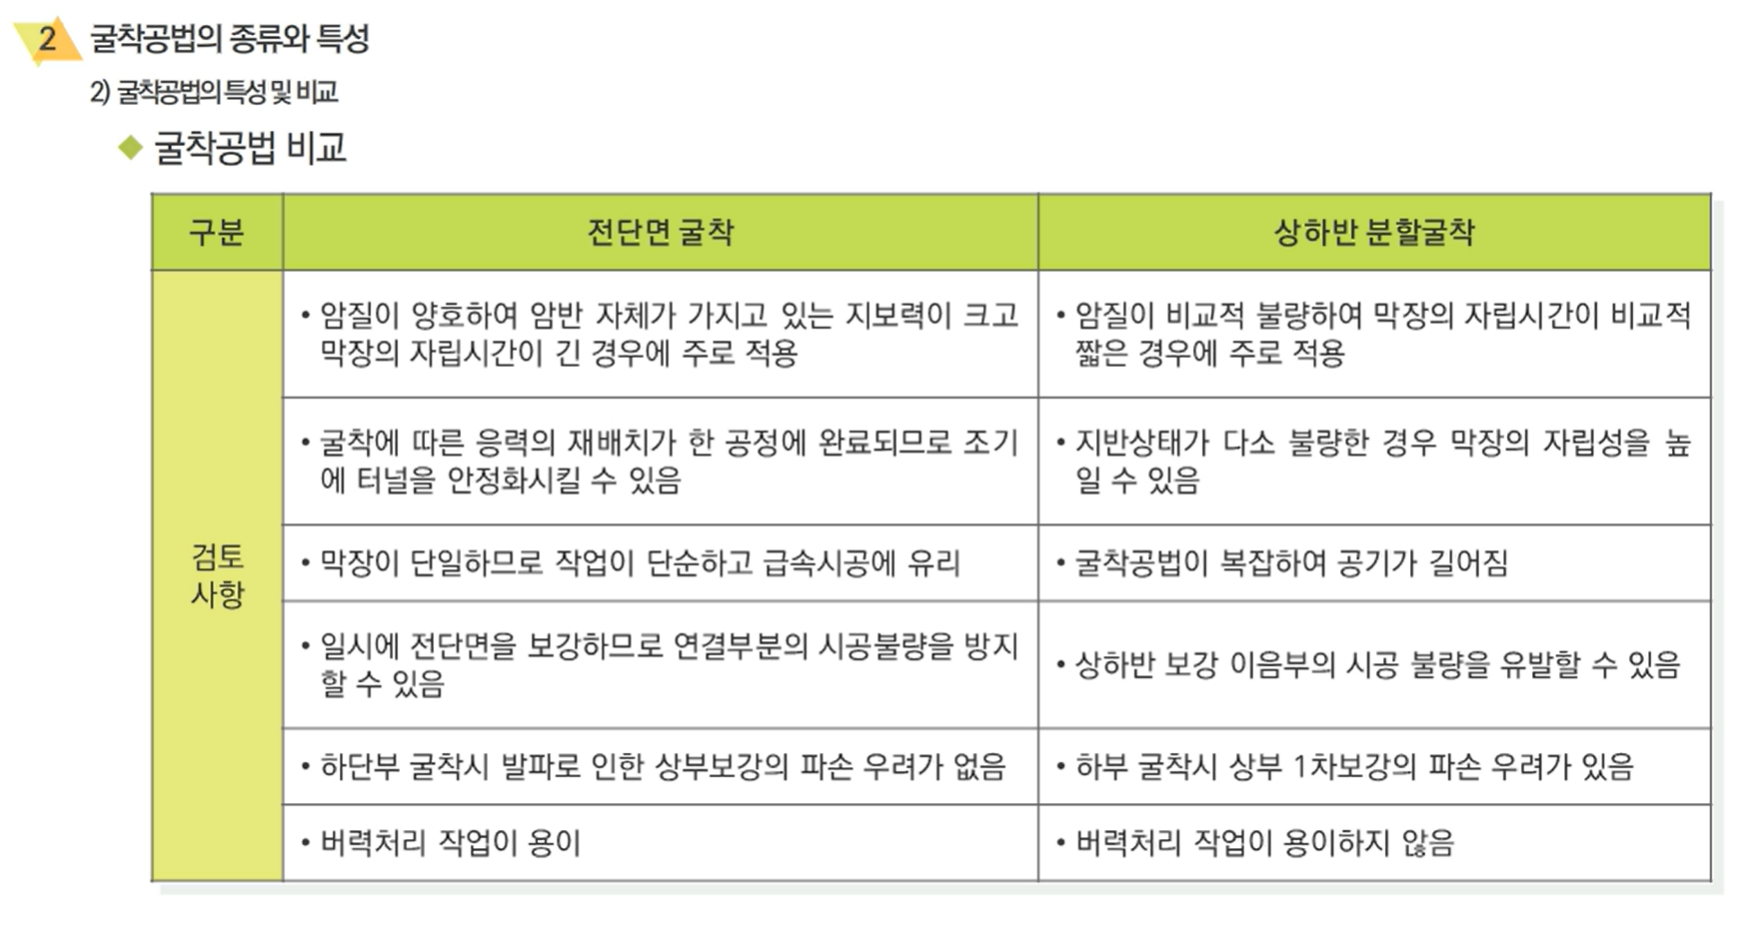 2 굴착공법의 종류와 특성
2) 굴착공법의 특성 및 비교
◆ 굴착공법 비교
구분 전단면 굴착 상하반 분할굴착
검토
사항
• 암질이 양호하여 암반 자체가 가지고 있는 지보력이 크고
막장의 자립시간이 긴 경우에 주로 적용
• 암질이 비교적 불량하여 막장의 자립시간이 비교적
짧은 경우에 주로 적용
• 굴착에 따른 응력의 재배치가 한 공정에 완료되므로 조기
에 터널을 안정화시킬 수 있음
• 지반상태가 다소 불량한 경우 막장의 자립성을 높
일 수 있음
• 막장이 단일하므로 작업이 단순하고 급속시공에 유리
• 굴착공법이 복잡하여 공기가 길어짐
• 일시에 전단면을 보강하므로 연결부분의 시공불량을 방지
할 수 있음
• 상하반 보강 이음부의 시공 불량을 유발할 수 있음
• 하단부 굴착시 발파로 인한 상부보강의 파손 우려가 없음
• 하부 굴착시 상부 1차보강의 파손 우려가 있음
• 버력처리 작업이 용이
• 버력처리 작업이 용이하지 않음